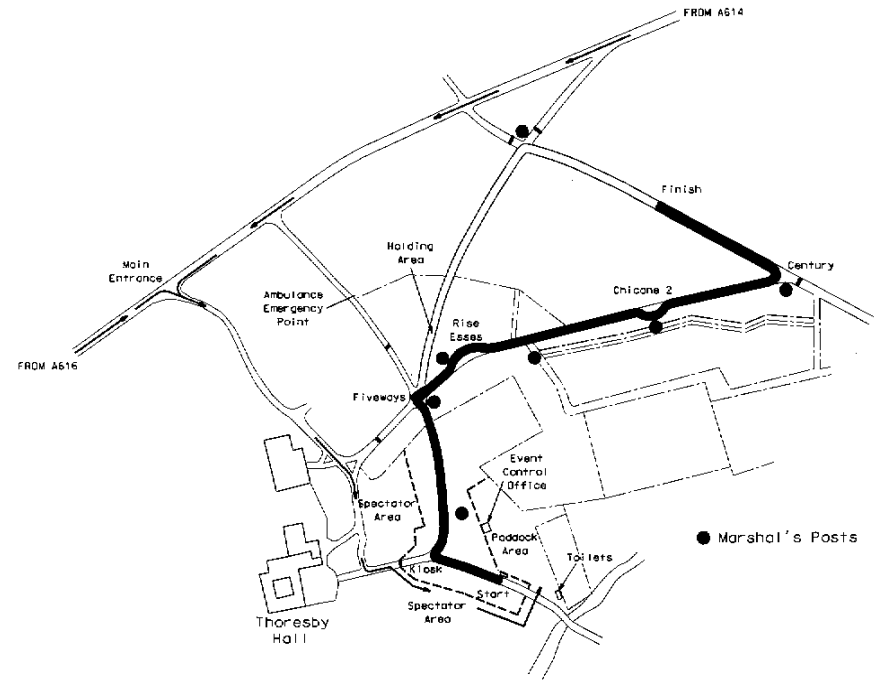 FROM A614
Finish
Century
Main
Entrance
Holding
Area
Chicane 2
Ambulance
Emergency
Point
Rise
Esses
FROM A616
Fiveways
Event
Control
Office
Spectator
Area
Paddock
Area
Marshal's Posts
Toilets
Kiosk
Start
Spectator
Area
Thoresby
Hall